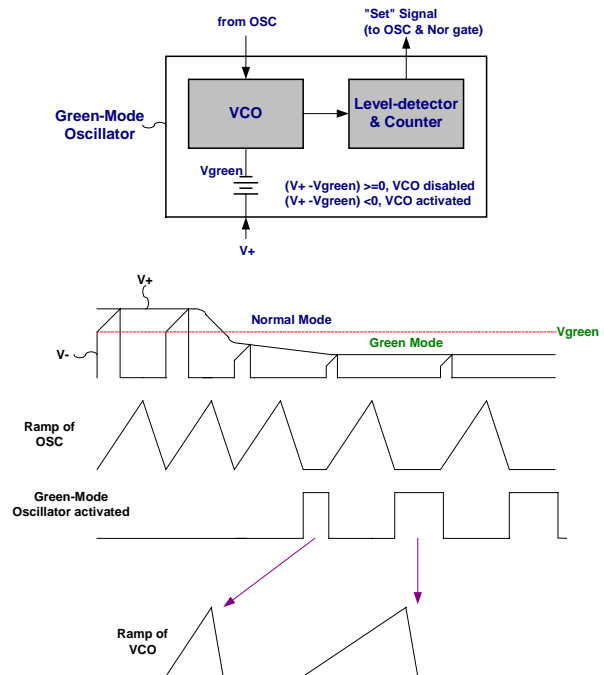 from OSC
"Set" Signal
(to OSC & Nor gate)
Green-Mode
Oscillator
VCO
Level-detector
& Counter
Vgreen
(V+ -Vgreen) >=0, VCO disabled
(V+ -Vgreen) <0, VCO activated
V+
V+
Normal Mode
Vgreen
Green Mode
V-
Ramp of
OSC
Green-Mode
Oscillator activated
Ramp of
VCO